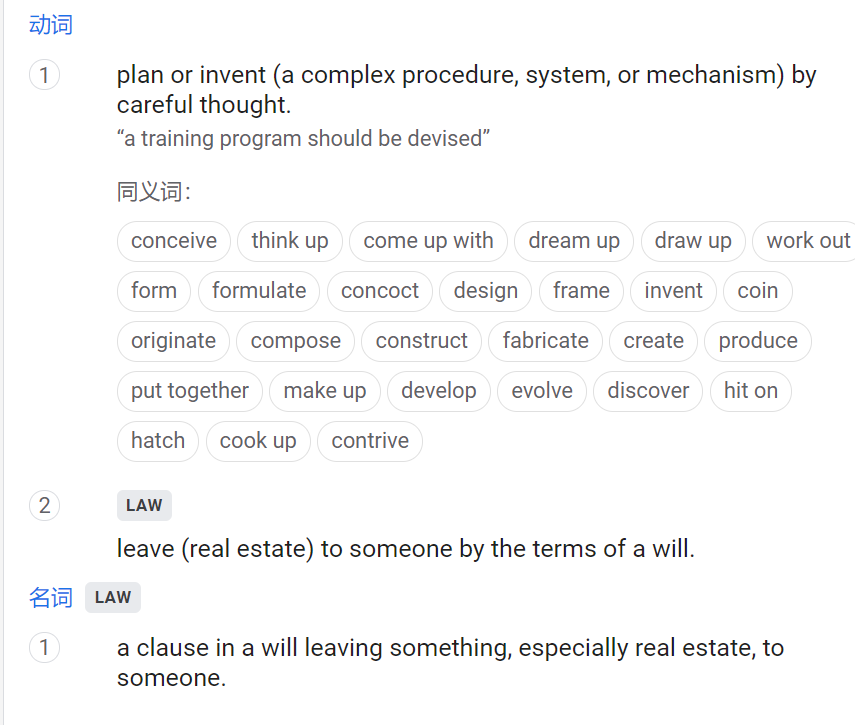 动词
1 plan or invent (a complex procedure, system, or mechanism) by
careful thought.
“a training program should be devised”
同义词：
conceive think up come up with dream up draw up work out
form formulate concoct design frame invent coin
originate compose construct fabricate create produce
put together make up develop evolve discover hit on
hatch cook up contrive
2 LAW
leave (real estate) to someone by the terms of a will.
名词 LAW
1 a clause in a will leaving something, especially real estate, to
someone.